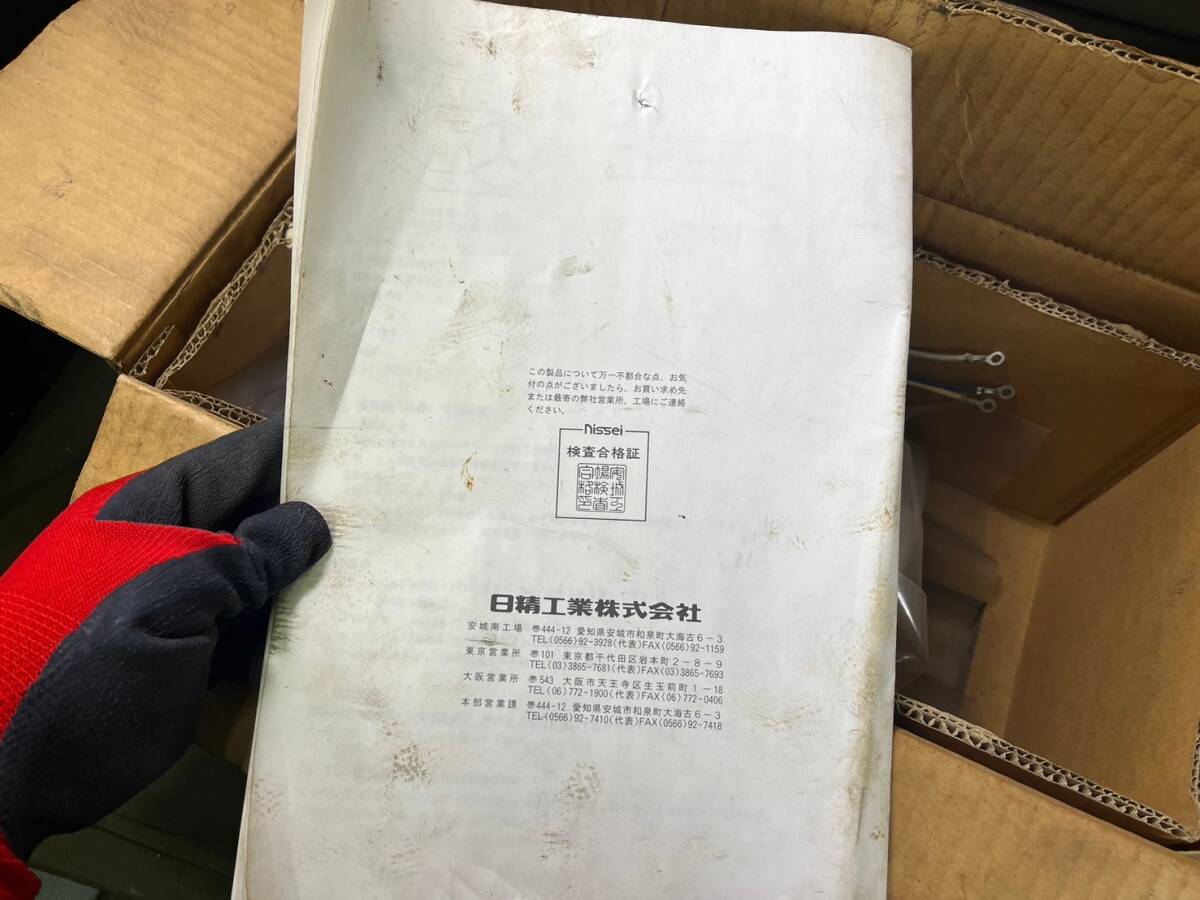 この製品について万一不都合な点、お気
付の点がございましたら、お買い求め先
または最寄の弊社営業所、工場にご連絡
ください。
Nissei
検査合格証
日精工業株式会社
安城南工場 〒444-12 愛知県安城市和泉町大海古6-3
TEL(0566)92-3928(代表)FAX(0566)92-1159
東京営業所 〒101 東京都千代田区岩本町2-8-9
TEL(03)3865-7681(代表)FAX(03)3865-7693
大阪営業所 〒543 大阪市天王寺区生玉前町1-18
TEL(06)772-1900(代表)FAX(06)772-0406
本部営業課 〒444-12 愛知県安城市和泉町大海古6-3
TEL(0566)92-7410(代表)FAX(0566)92-7418